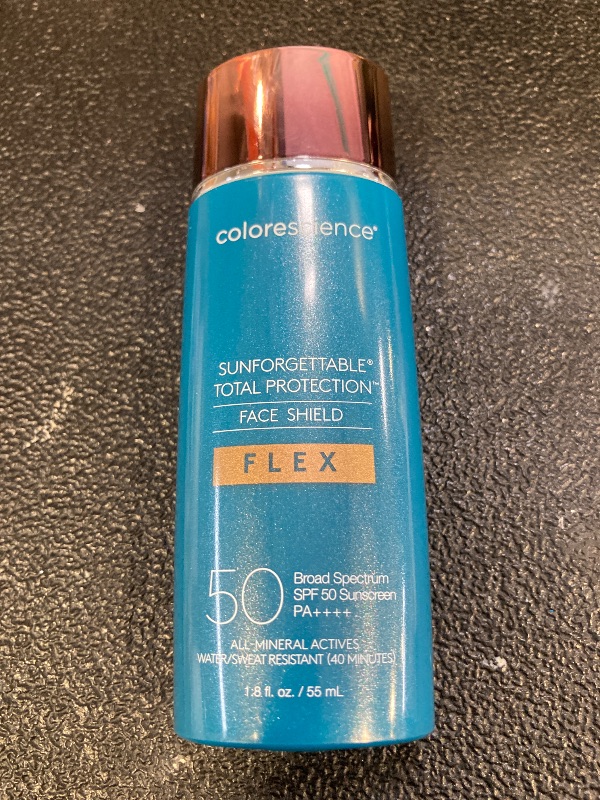 colorescience®
SUNFORGETTABLE®
TOTAL PROTECTION™
FACE SHIELD
FLEX
50
Broad Spectrum
SPF 50 Sunscreen
PA++++
ALL-MINERAL ACTIVES
WATER/SWEAT RESISTANT (40 MINUTES)
1.8 fl. oz. / 55 mL